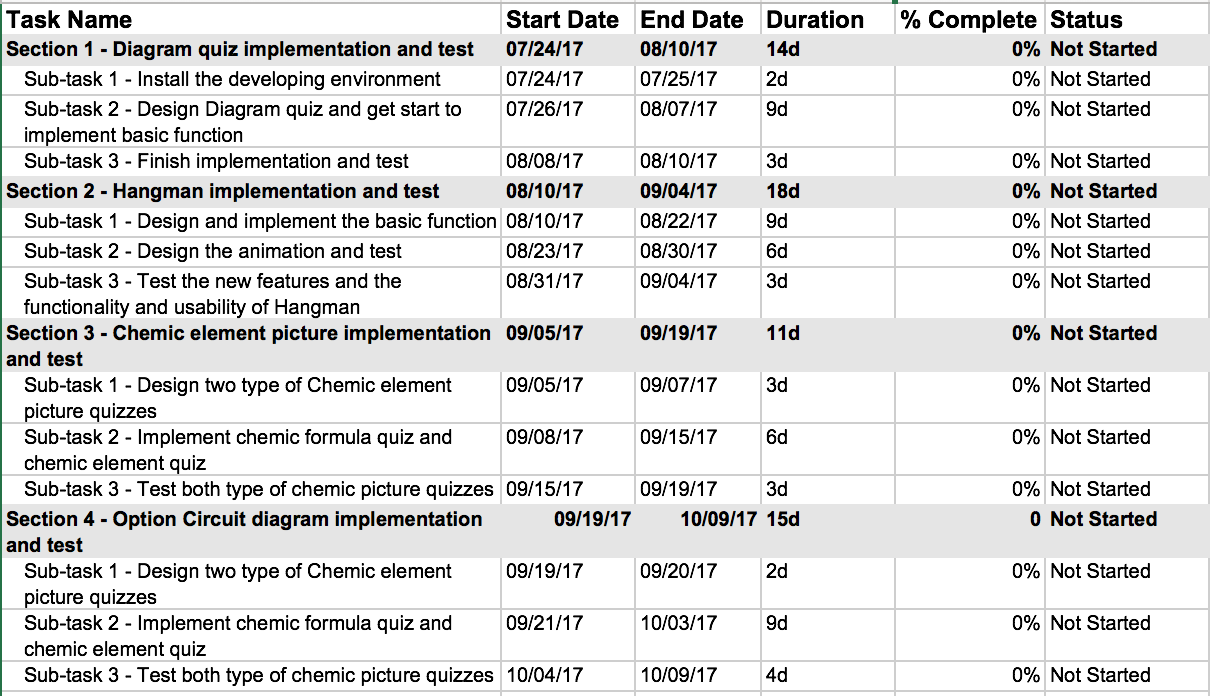 Task Name Start Date End Date Duration % Complete Status
Section 1 - Diagram quiz implementation and test 07/24/17 08/10/17 14d 0% Not Started
Sub-task 1 - Install the developing environment 07/24/17 07/25/17 2d 0% Not Started
Sub-task 2 - Design Diagram quiz and get start to 07/26/17 08/07/17 9d 0% Not Started
implement basic function
Sub-task 3 - Finish implementation and test 08/08/17 08/10/17 3d 0% Not Started
Section 2 - Hangman implementation and test 08/10/17 09/04/17 18d 0% Not Started
Sub-task 1 - Design and implement the basic function 08/10/17 08/22/17 9d 0% Not Started
Sub-task 2 - Design the animation and test 08/23/17 08/30/17 6d 0% Not Started
Sub-task 3 - Test the new features and the 08/31/17 09/04/17 3d 0% Not Started
functionality and usability of Hangman
Section 3 - Chemic element picture implementation 09/05/17 09/19/17 11d 0% Not Started
and test
Sub-task 1 - Design two type of Chemic element 09/05/17 09/07/17 3d 0% Not Started
picture quizzes
Sub-task 2 - Implement chemic formula quiz and 09/08/17 09/15/17 6d 0% Not Started
chemic element quiz
Sub-task 3 - Test both type of chemic picture quizzes 09/15/17 09/19/17 3d 0% Not Started
Section 4 - Option Circuit diagram implementation 09/19/17 10/09/17 15d 0 Not Started
and test
Sub-task 1 - Design two type of Chemic element 09/19/17 09/20/17 2d 0% Not Started
picture quizzes
Sub-task 2 - Implement chemic formula quiz and 09/21/17 10/03/17 9d 0% Not Started
chemic element quiz
Sub-task 3 - Test both type of chemic picture quizzes 10/04/17 10/09/17 4d 0% Not Started